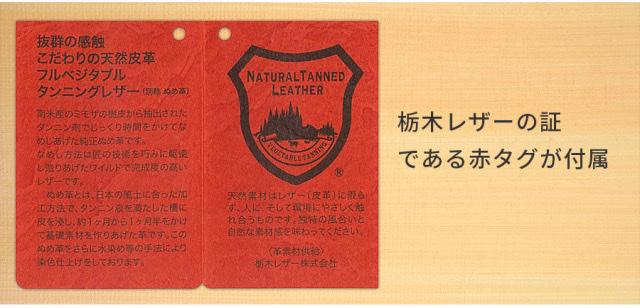 抜群の感触
こだわりの天然皮革
フルベジタブル
タンニングレザー（別称 ぬめ革）
南米産のミモザの樹皮から抽出された
タンニン剤でじっくり時間をかけてな
めしあげた純正ぬめ革です。
なめし方法は匠の技術を巧みに駆使
し造りあげたワイルドで完成度の高い
レザーです。
ぬめ革とは、日本の風土に合った加
工方法で、タンニン液を満たした槽に
皮を浸し、約1ヶ月から1ヶ月半をかけ
て基礎素材を作りあげた革です。この
ぬめ革をさらに水染め等の手法により
染色仕上げをしております。
NATURAL TANNED
LEATHER
VEGETABLE TANNING
®
天然素材はレザー（皮革）に限ら
ず、人に、そして環境にやさしく触
れ合うものです。独特の風合いと
自然な素材感を味わってください。
〈革素材供給〉
栃木レザー株式会社
栃木レザーの証
である赤タグが付属